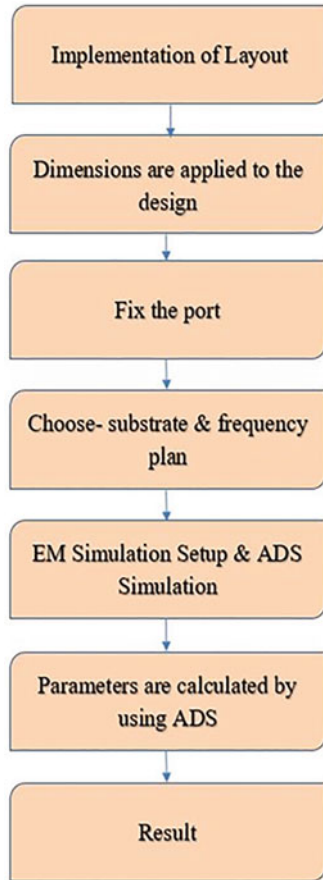 Implementation of Layout
Dimensions are applied to the
design
Fix the port
Choose- substrate & frequency
plan
EM Simulation Setup & ADS
Simulation
Parameters are calculated by
using ADS
Result